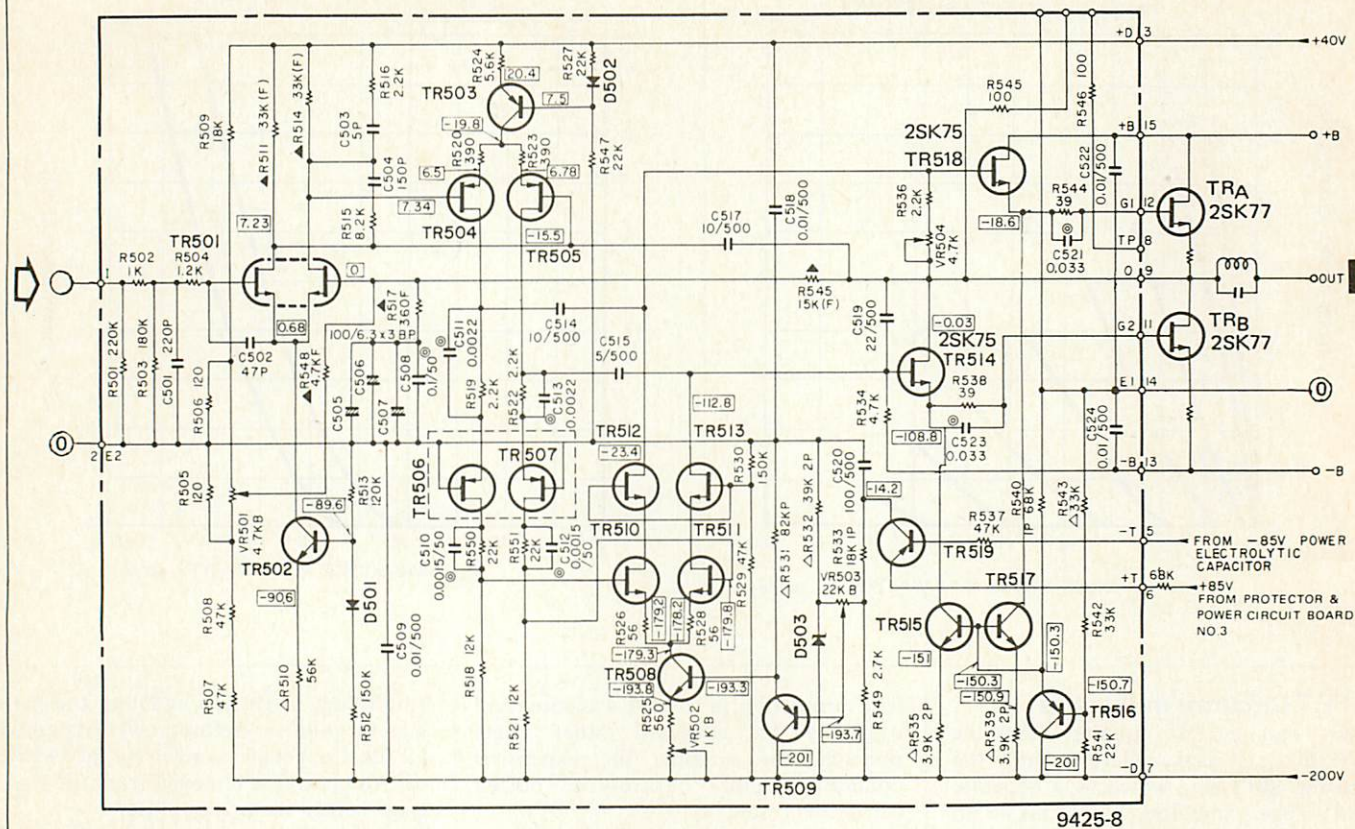 +D 3
+40V
R524
5.6K
20.4
R527
22K
D502
R516
2.2K
▲R514 33K(F)
▲R511 33K(F)
R509
18K
C503
5P
C504
150P
R515
8.2K
TR503
7.5
-19.8
R520
390
R523
390
R547
22K
6.5
6.78
7.34
TR504
-15.5
TR505
7.23
R545
100
R546 100
2SK75
TR518
+B 15
+B
C522
0.01/500
R544
39
G1 12
TRA
2SK77
-18.6
C521
0.033
TP 8
C518
0.01/500
C517
10/500
R536
2.2K
VR504
4.7K
R502
1K
TR501
R504
1.2K
0
1
R517
360F
▲
R545
15K(F)
O 9
OUT
R501 220K
R503 180K
C501 220P
0.68
100/6.3x3BP
C502
47P
▲R548
4.7KF
C511
0.0022
C514
10/500
C519
22/500
-0.03
2SK75
TR514
G2 11
TRB
2SK77
R506 120
C505
C506
C507
C508
0.1/500
R519
2.2K
R522 2.2K
C513
0.0022
C515
5/500
-112.8
R538
39
R534
4.7K
E1 14
0
-108.8
C523
0.033
C524
0.01/500
0
2 E2
TR512
TR513
-23.4
R530
150K
-B 13
-B
R505
120
TR506
TR507
TR510
TR511
△R532 39K 2P
C520
100/500
-14.2
R537
47K
R540
1P 68K
R543
△33K
-T 5
FROM -85V POWER
ELECTROLYTIC
CAPACITOR
-89.6
R513
120K
VR501
4.7KB
TR502
C510
0.0015/50
R550
22K
R551
22K
C512
0.0015
/50
R529 47K
△R531 82KP
R533
18K 1P
VR503
22K B
TR519
TR517
+T
6
68K
+85V
FROM PROTECTOR &
POWER CIRCUIT BOARD
NO.3
-90.6
D501
R508
47K
R507
47K
△R510
56K
R512 150K
C509
0.01/500
R518 12K
R521 12K
R526
56
-179.2
-178.2
R528
56
-179.8
-179.3
TR508
-193.8
-193.3
R525
560
VR502
1K B
D503
R549 2.7K
-193.7
TR509
-201
TR515
-151
-150.3
-150.9
-150.3
R542
33K
-150.7
TR516
△R535
3.9K 2P
△R539
3.9K 2P
-201
R541
22K
-D 7
-200V
9425-8